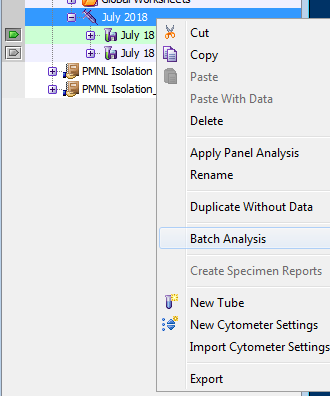 Global Worksheets
July 2018
July 18
July 18
PMNL Isolation
PMNL Isolation_
Cut
Copy
Paste
Paste With Data
Delete
Apply Panel Analysis
Rename
Duplicate Without Data
Batch Analysis
Create Specimen Reports
New Tube
New Cytometer Settings
Import Cytometer Settings
Export